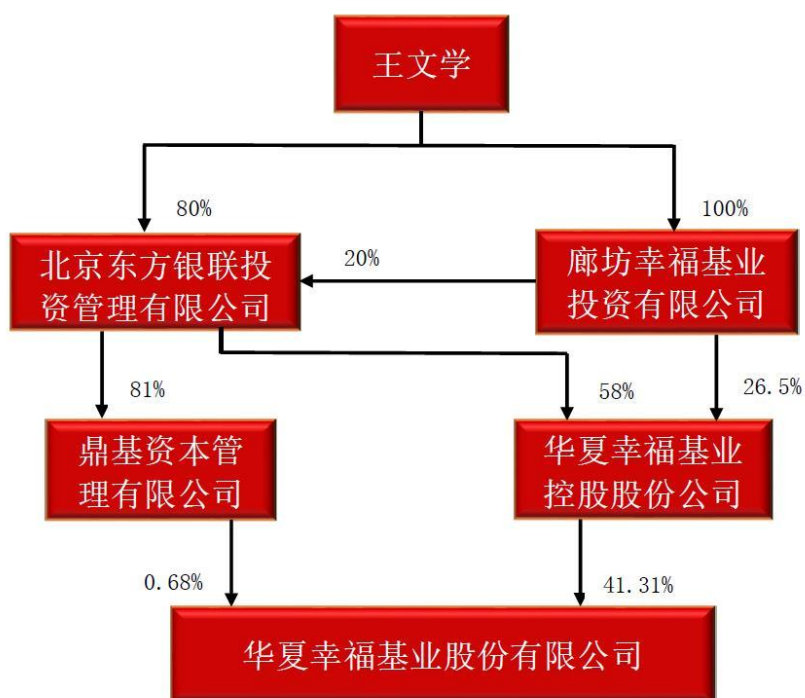 王文学
80%
100%
北京东方银联投
资管理有限公司
20%
廊坊幸福基业
投资有限公司
81%
58%
26.5%
鼎基资本管
理有限公司
华夏幸福基业
控股股份公司
0.68%
41.31%
华夏幸福基业股份有限公司